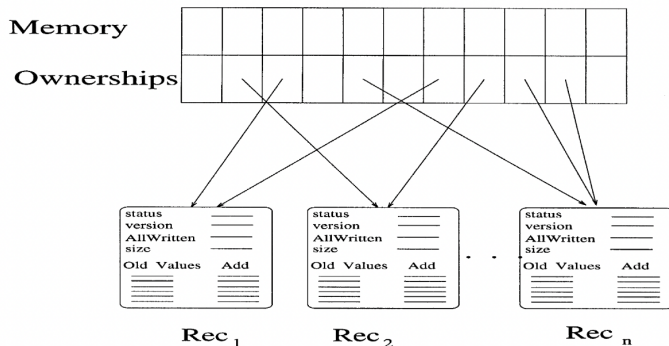 Memory
Ownerships
status
version
AllWritten
size
Old Values Add
Rec 1
status
version
AllWritten
size
Old Values Add
Rec 2
. . .
status
version
AllWritten
size
Old Values Add
Rec n